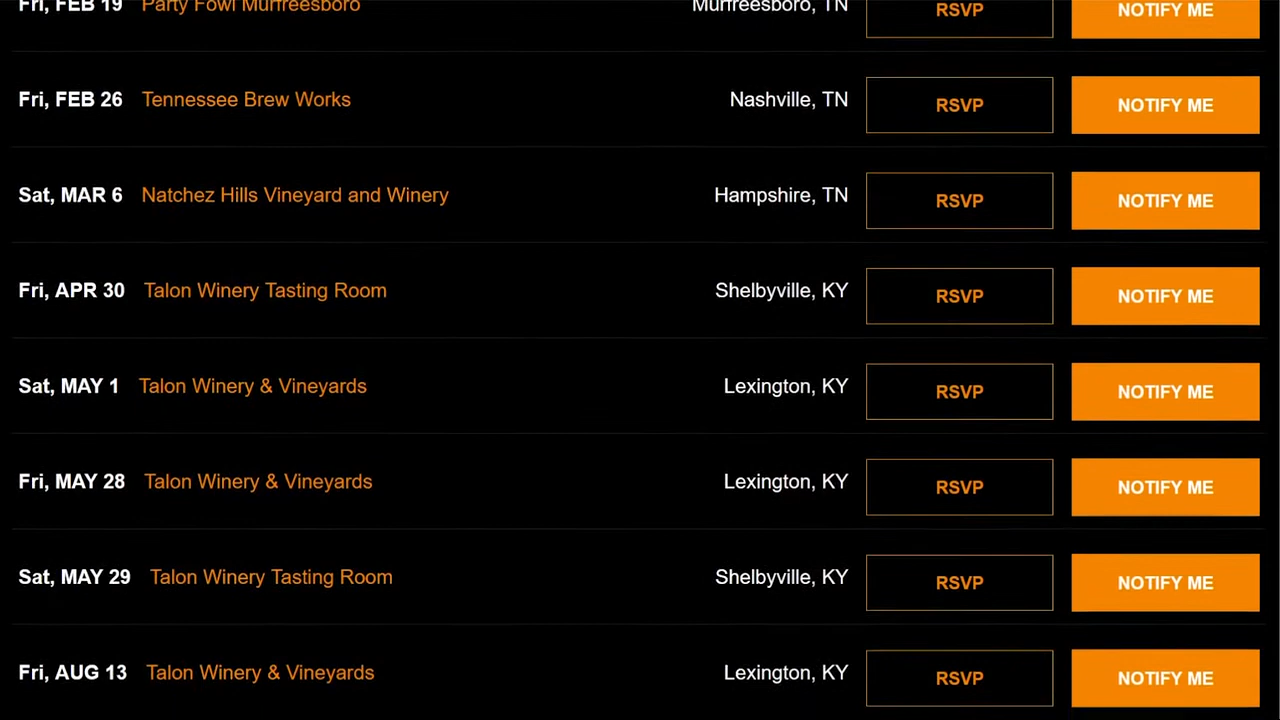 Fri, FEB 19 Party Fowl Murfreesboro Murfreesboro, TN RSVP NOTIFY ME
Fri, FEB 26 Tennessee Brew Works Nashville, TN RSVP NOTIFY ME
Sat, MAR 6 Natchez Hills Vineyard and Winery Hampshire, TN RSVP NOTIFY ME
Fri, APR 30 Talon Winery Tasting Room Shelbyville, KY RSVP NOTIFY ME
Sat, MAY 1 Talon Winery & Vineyards Lexington, KY RSVP NOTIFY ME
Fri, MAY 28 Talon Winery & Vineyards Lexington, KY RSVP NOTIFY ME
Sat, MAY 29 Talon Winery Tasting Room Shelbyville, KY RSVP NOTIFY ME
Fri, AUG 13 Talon Winery & Vineyards Lexington, KY RSVP NOTIFY ME